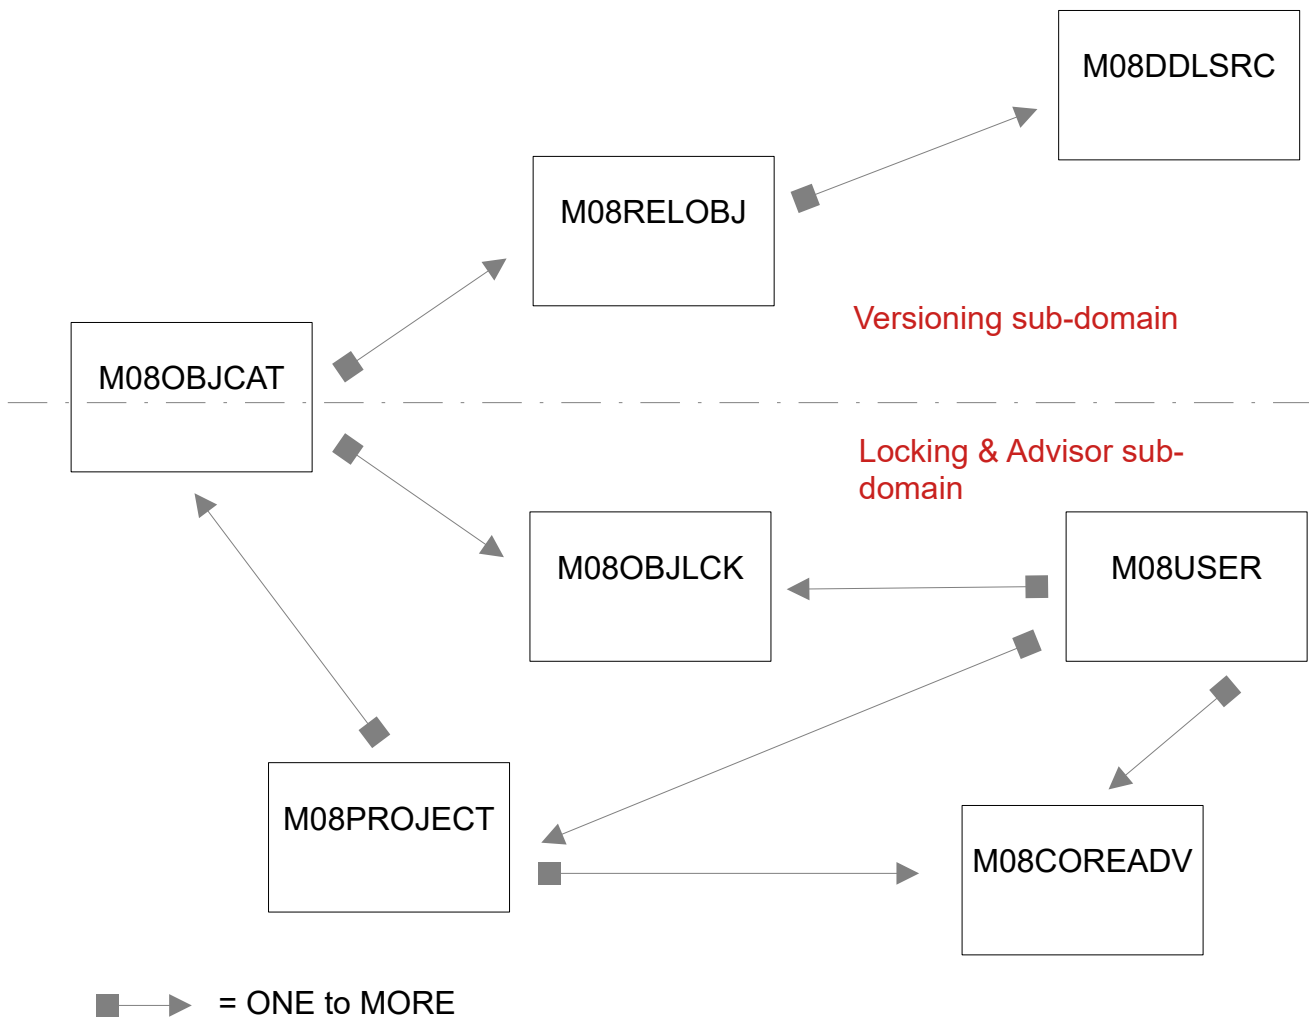 M08DDLSRC
M08RELOBJ
Versioning sub-domain
M08OBJCAT
Locking & Advisor sub-
domain
M08OBJLCK
M08USER
M08PROJECT
M08COREADV
= ONE to MORE